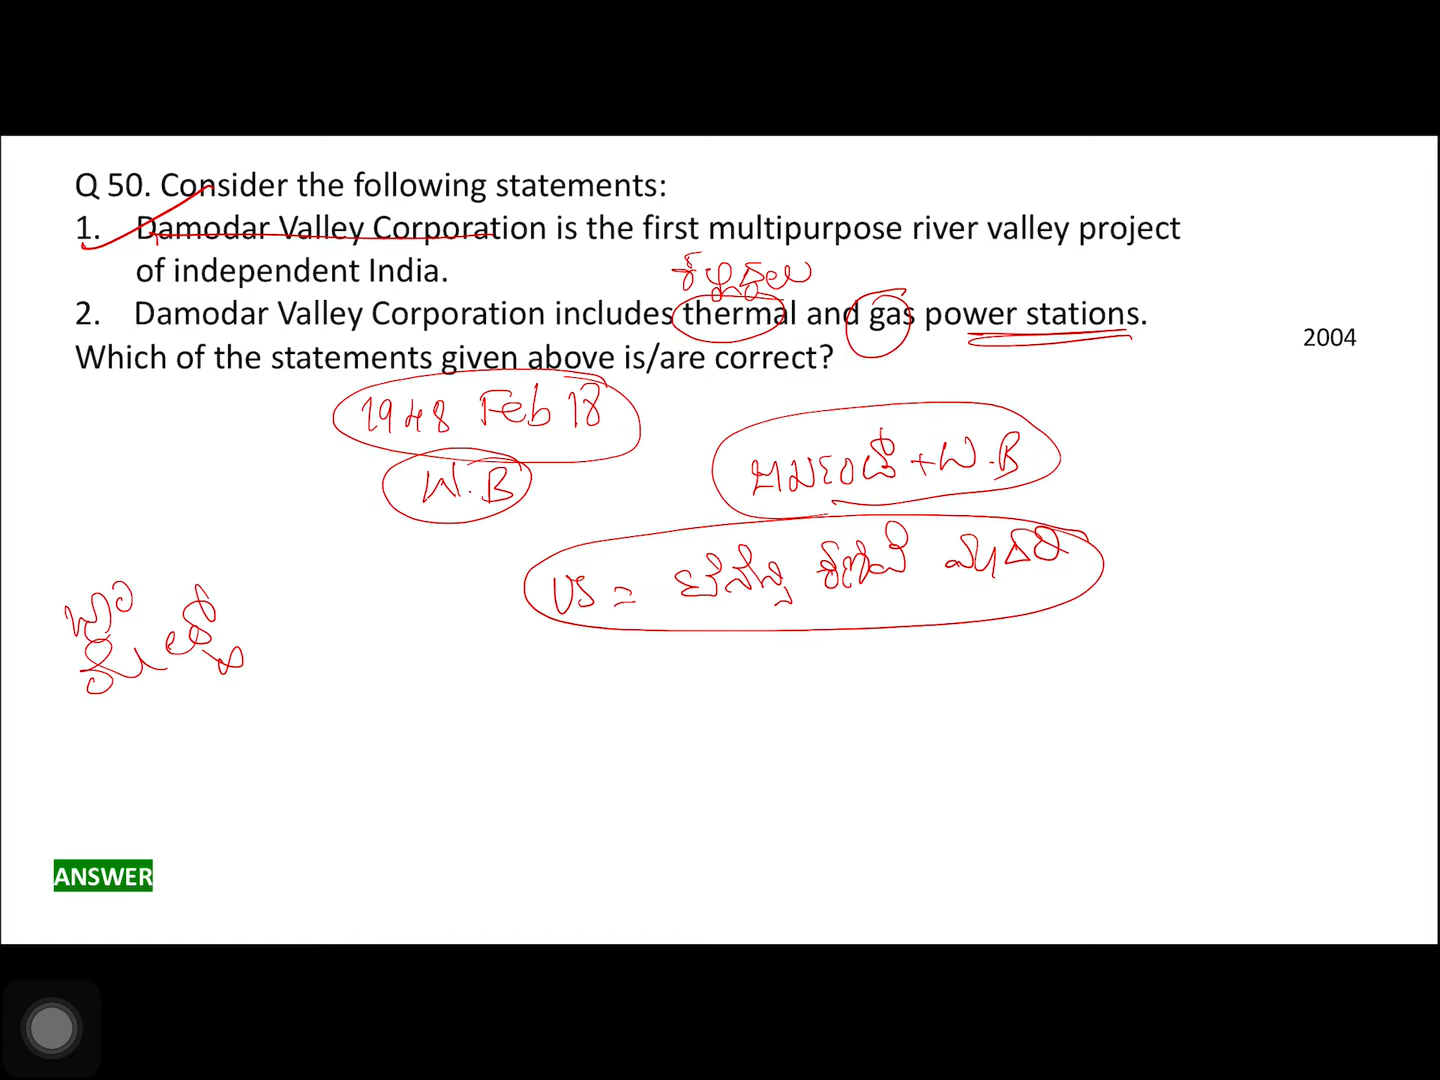 Q 50. Consider the following statements:
1. Damodar Valley Corporation is the first multipurpose river valley project
of independent India.
2. Damodar Valley Corporation includes thermal and gas power stations.
2004
Which of the statements given above is/are correct?
1948 Feb 18
W.B
+ W.B
US =
ANSWER